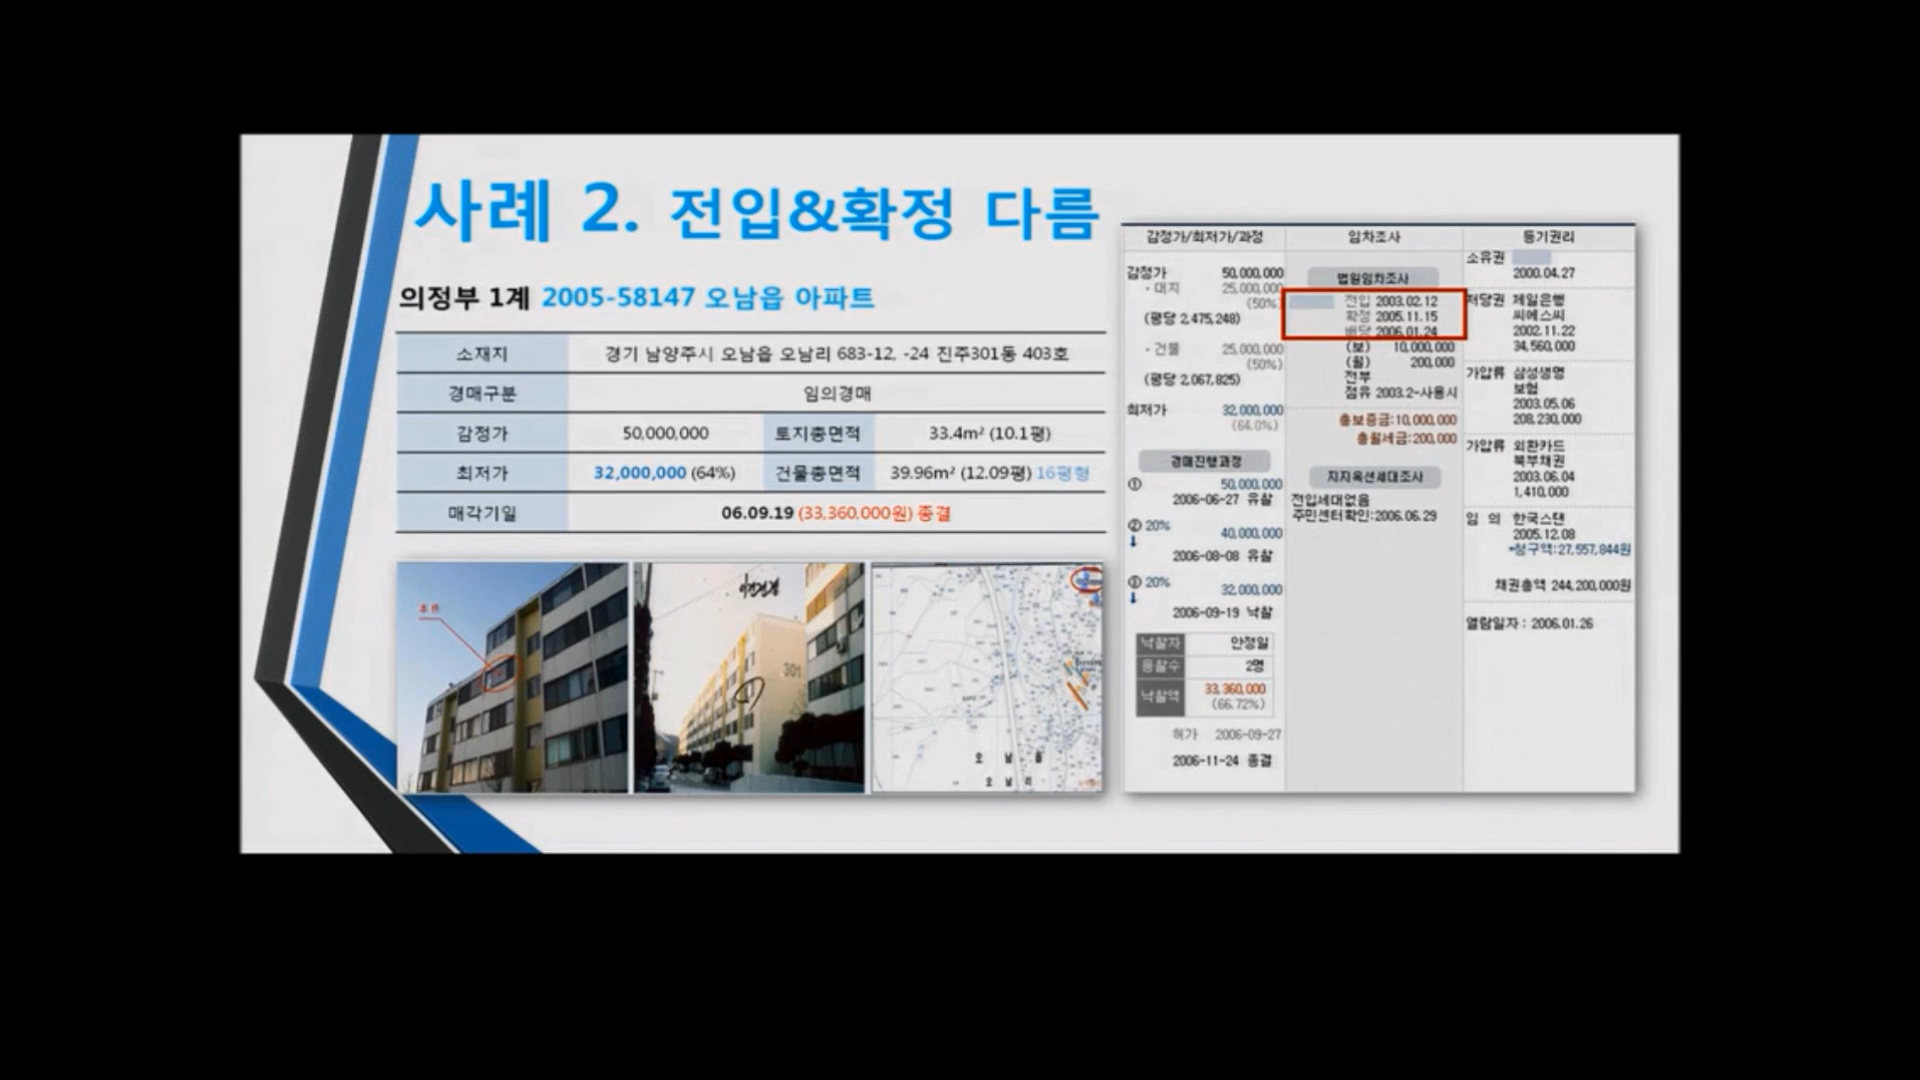 사례 2. 전입&확정 다름
의정부 1계 2005-58147 오남읍 아파트
소재지 경기 남양주시 오남읍 오남리 683-12, -24 진주301동 403호
경매구분 임의경매
감정가 50,000,000 토지총면적 33.4m² (10.1평)
최저가 32,000,000 (64%) 건물총면적 39.96m² (12.09평) 16평형
매각기일 06.09.19 (33,360,000원) 종결
本件
301
오 남 읍
오 남 리
감정가/최저가/과정
감정가 50,000,000
· 대지 25,000,000
(50%)
(평당 2,475,248)
· 건물 25,000,000
(50%)
(평당 2,067,825)
최저가 32,000,000
(64.0%)
경매진행과정
① 50,000,000
2006-06-27 유찰
② 20% 40,000,000
↓
2006-08-08 유찰
③ 20% 32,000,000
↓
2006-09-19 낙찰
낙찰자 안정일
응찰수 2명
낙찰액 33,360,000
(66.72%)
허가 2006-09-27
2006-11-24 종결
임차조사
법원임차조사
전입 2003.02.12
확정 2005.11.15
배당 2006.01.24
(보) 10,000,000
(월) 200,000
전부
점유 2003.2-사용시
총보증금:10,000,000
총월세금:200,000
지지옥션세대조사
전입세대없음
주민센터확인:2006.06.29
등기권리
소유권
2000.04.27
저당권 제일은행
씨에스씨
2002.11.22
34,560,000
가압류 삼성생명
보험
2003.05.06
208,230,000
가압류 외환카드
북부채권
2003.06.04
1,410,000
임 의 한국스탠
2005.12.08
*청구액:27,557,844원
채권총액 244,200,000원
열람일자 : 2006.01.26